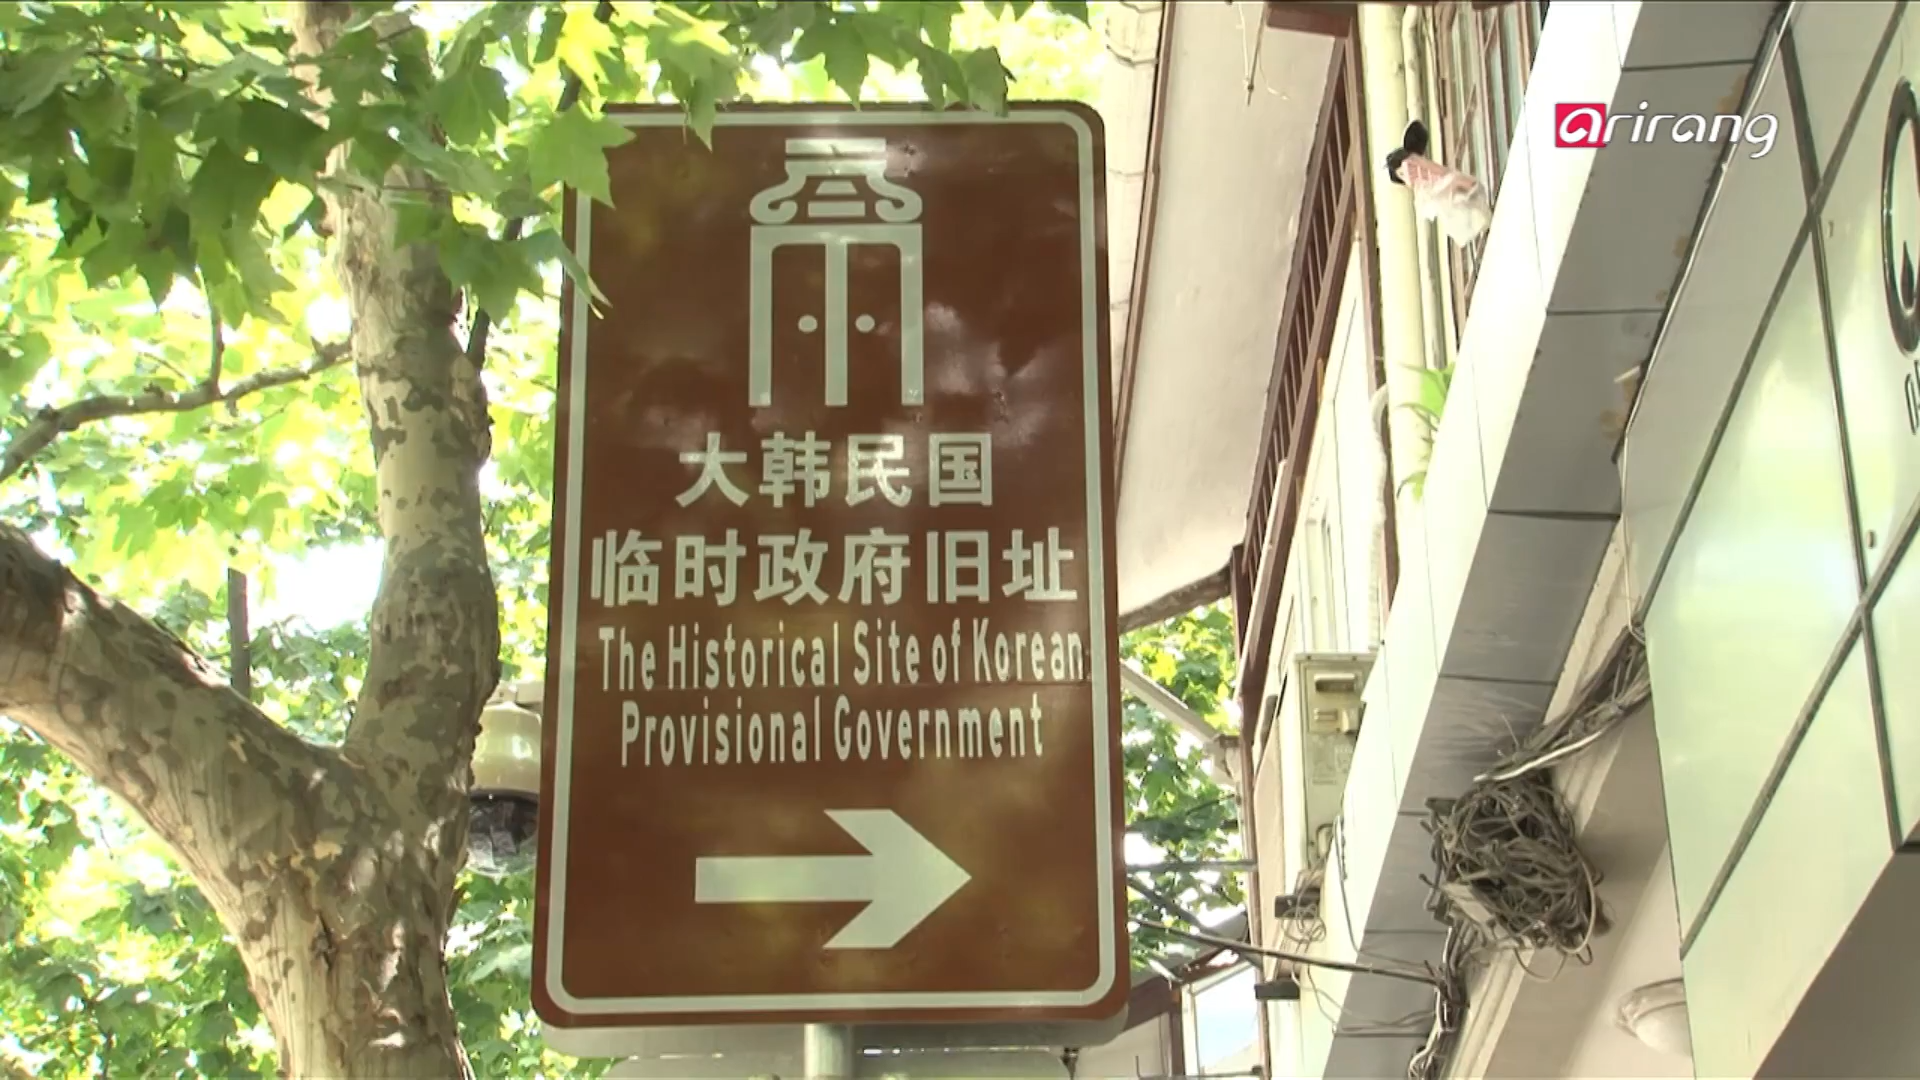 arirang
大韩民国
临时政府旧址
The Historical Site of Korean
Provisional Government